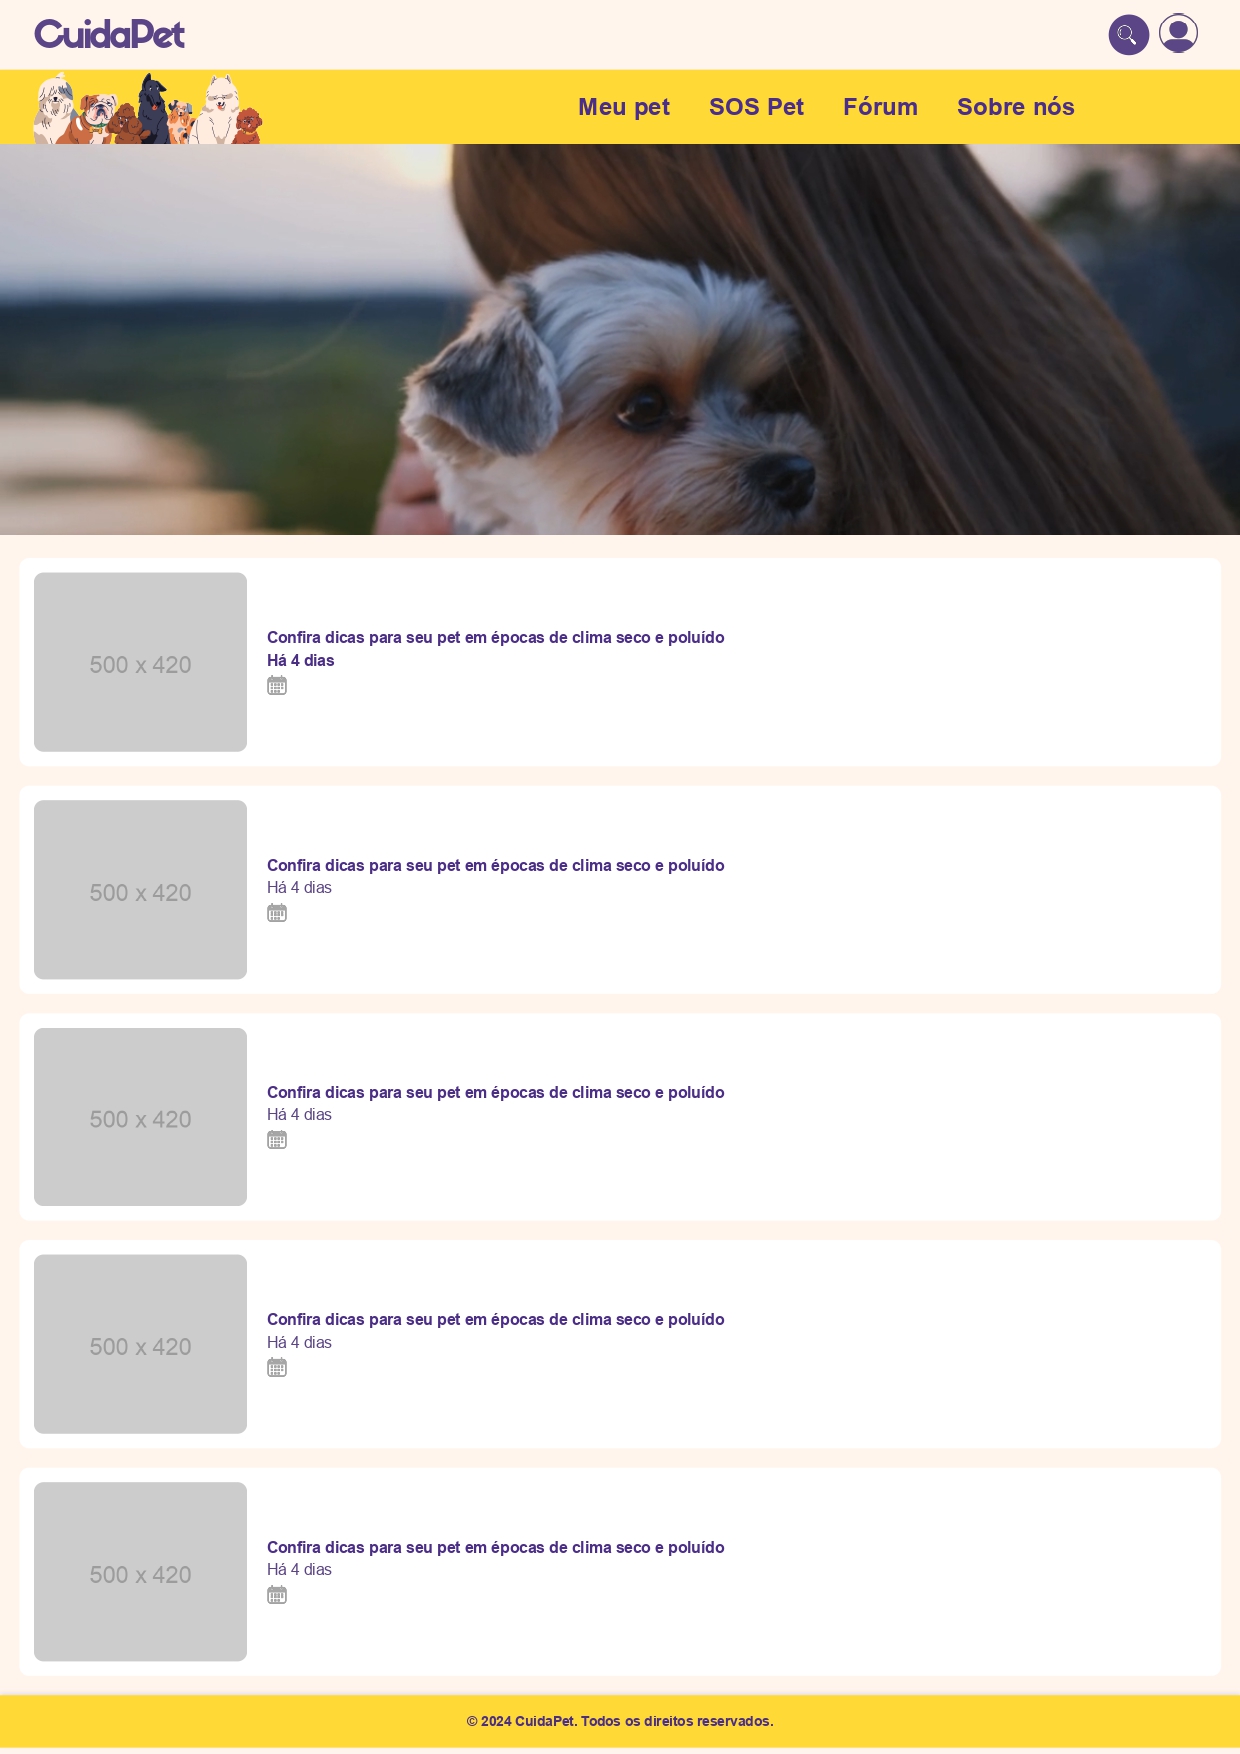 CuidaPet
Meu pet SOS Pet Fórum Sobre nós
500 x 420
Confira dicas para seu pet em épocas de clima seco e poluído
Há 4 dias
500 x 420
Confira dicas para seu pet em épocas de clima seco e poluído
Há 4 dias
500 x 420
Confira dicas para seu pet em épocas de clima seco e poluído
Há 4 dias
500 x 420
Confira dicas para seu pet em épocas de clima seco e poluído
Há 4 dias
500 x 420
Confira dicas para seu pet em épocas de clima seco e poluído
Há 4 dias
© 2024 CuidaPet. Todos os direitos reservados.